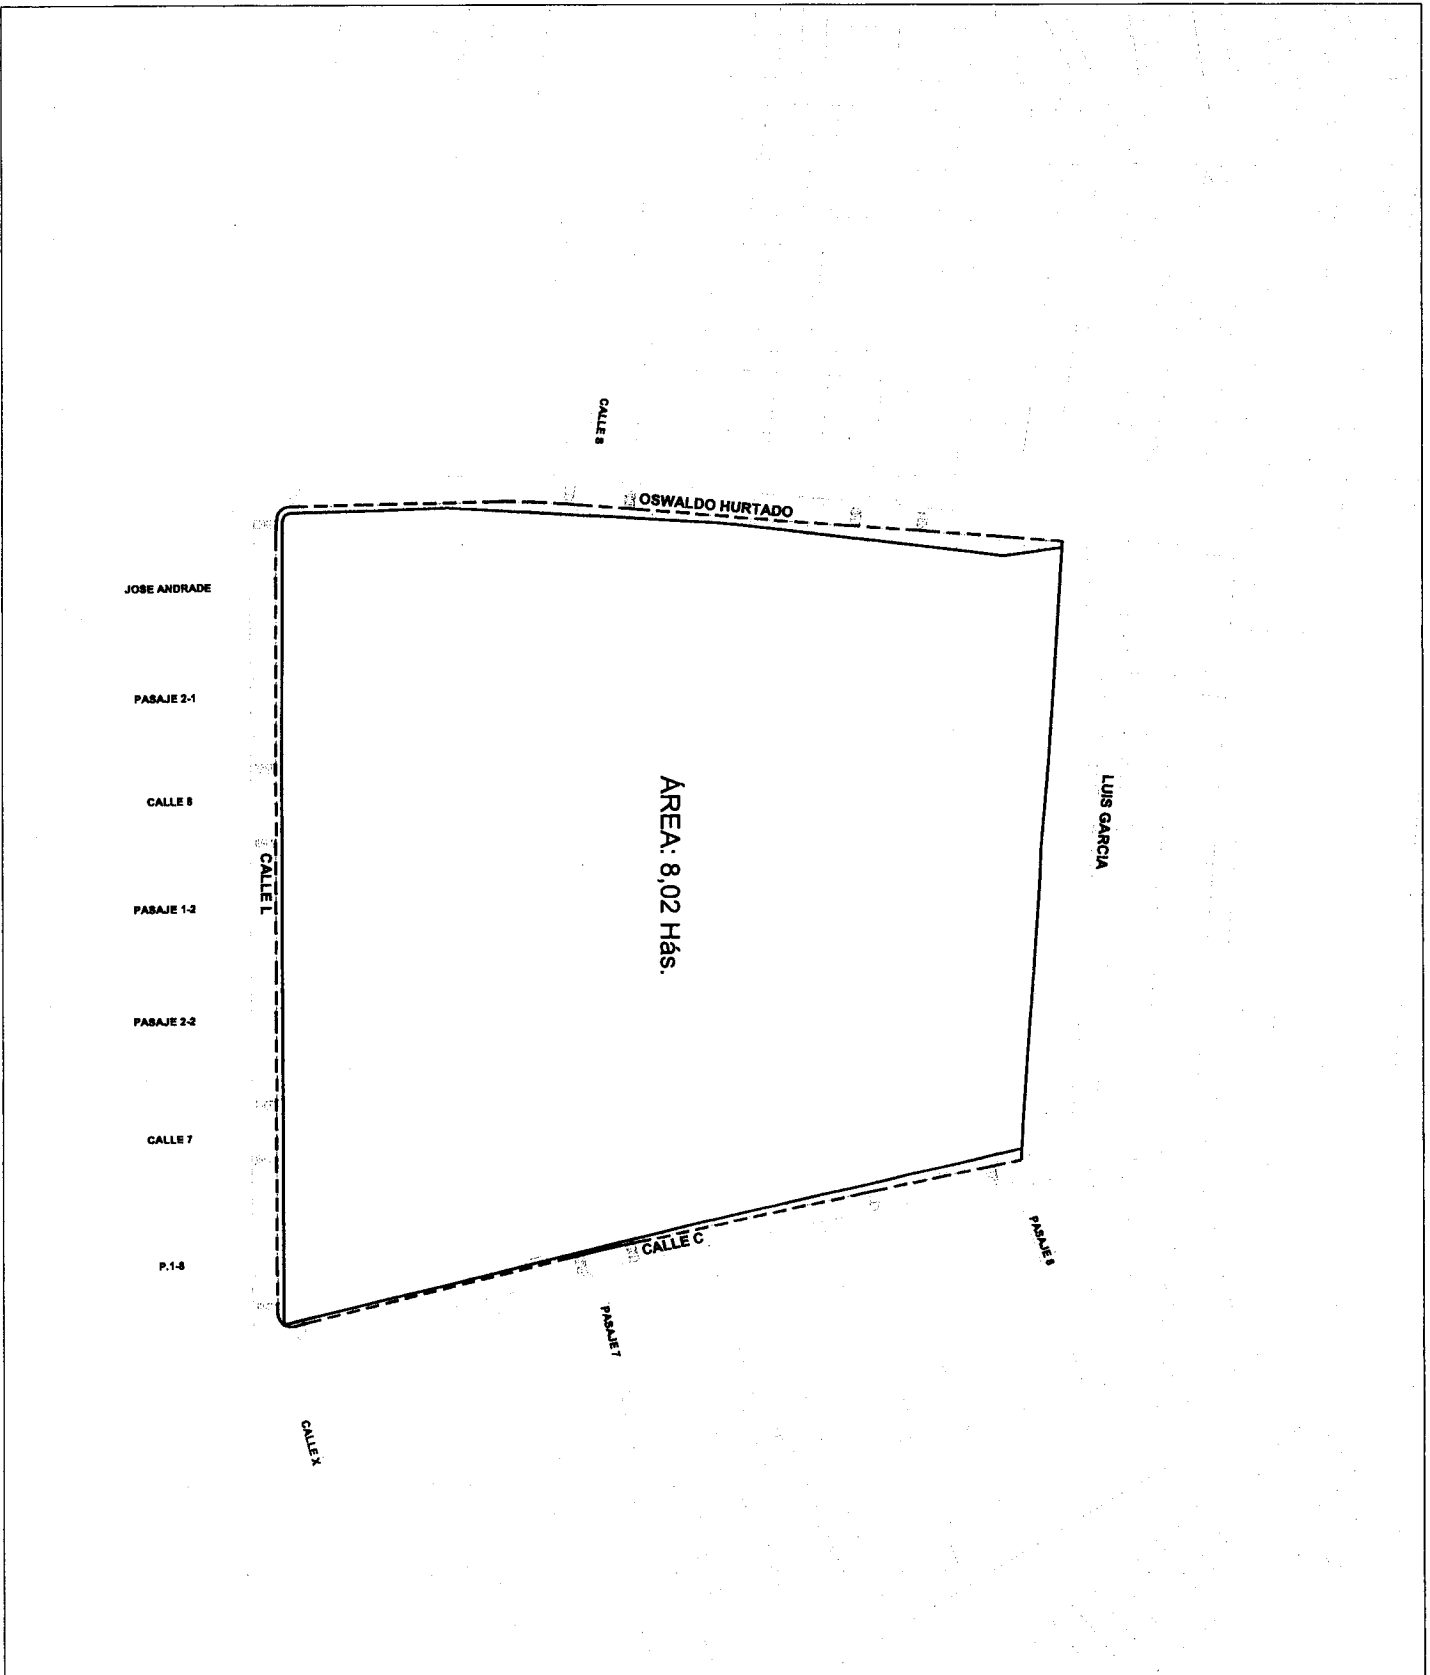 CALLE 8
OSWALDO HURTADO
JOSE ANDRADE
PASAJE 2-1
CALLE 8
PASAJE 1-2
PASAJE 2-2
CALLE 7
P.1-8
CALLE L
ÁREA: 8,02 Hás.
LUIS GARCIA
CALLE C
PASAJE 8
PASAJE 7
CALLE X